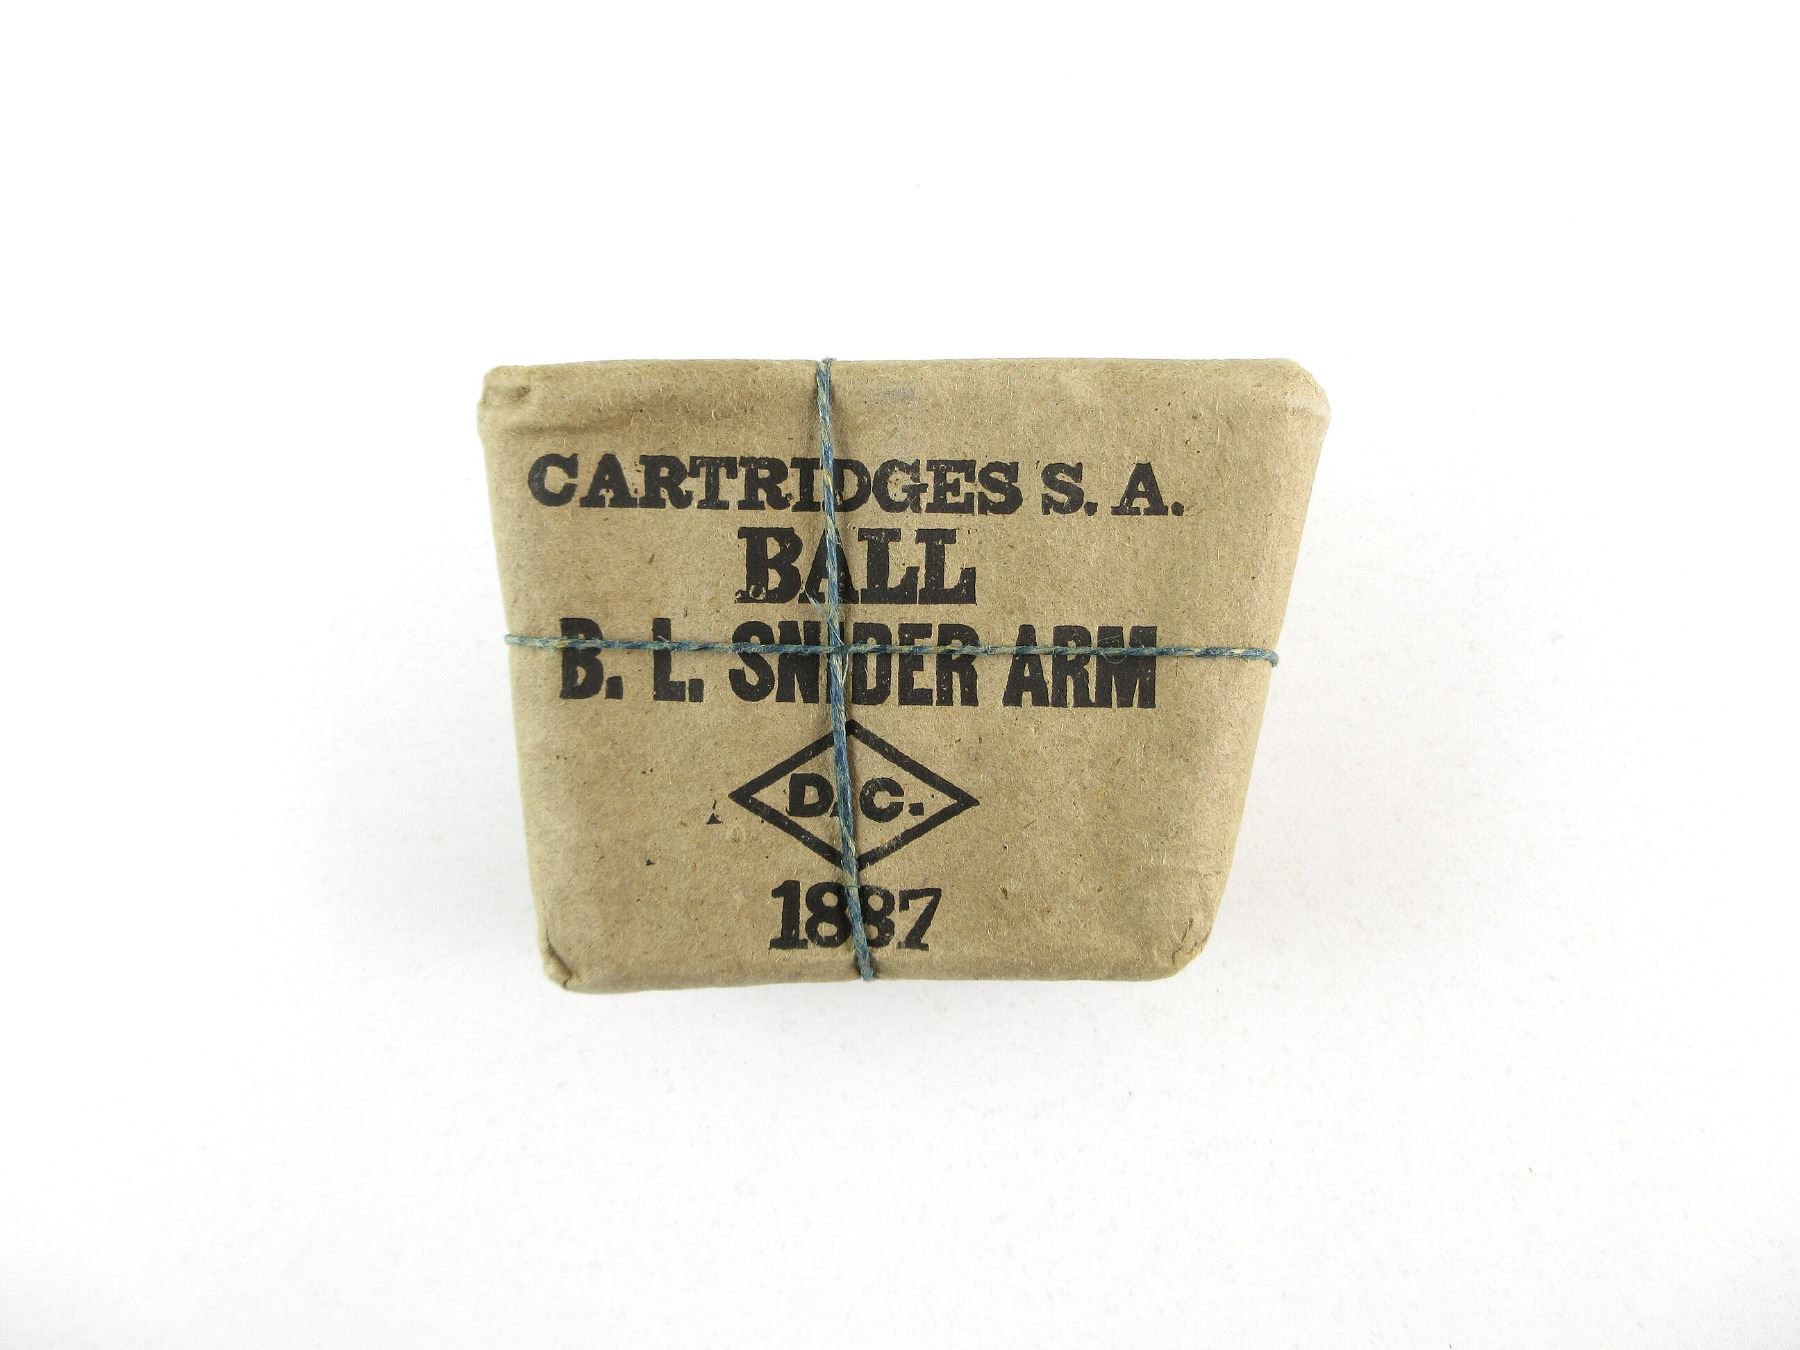 CARTRIDGES S. A.
BALL
B. L. SNIDER ARM
D. C.
1887